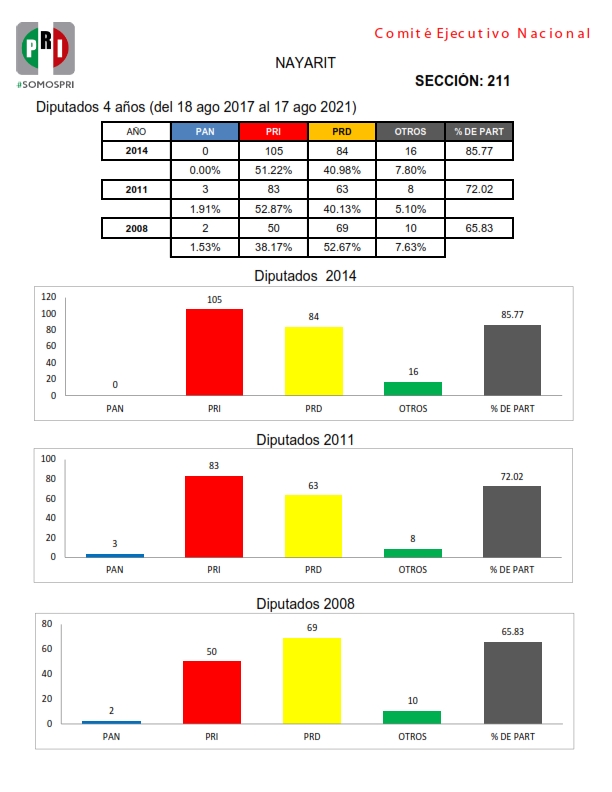 Comité Ejecutivo Nacional
PRI
#SOMOSPRI
NAYARIT
SECCIÓN: 211
Diputados 4 años (del 18 ago 2017 al 17 ago 2021)
AÑO PAN PRI PRD OTROS % DE PART
2014 0 105 84 16 85.77
0.00% 51.22% 40.98% 7.80%
2011 3 83 63 8 72.02
1.91% 52.87% 40.13% 5.10%
2008 2 50 69 10 65.83
1.53% 38.17% 52.67% 7.63%
Diputados 2014
120
100
80
60
40
20
0
0 105 84 16 85.77
PAN PRI PRD OTROS % DE PART
Diputados 2011
100
80
60
40
20
0
3 83 63 8 72.02
PAN PRI PRD OTROS % DE PART
Diputados 2008
80
60
40
20
0
2 50 69 10 65.83
PAN PRI PRD OTROS % DE PART